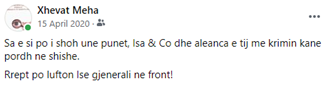 Xhevat Meha
15 April 2020 ·
Sa e si po i shoh une punet, Isa & Co dhe aleanca e tij me krimin kane
pordh ne shishe.
Rrept po lufton Ise gjenerali ne front!